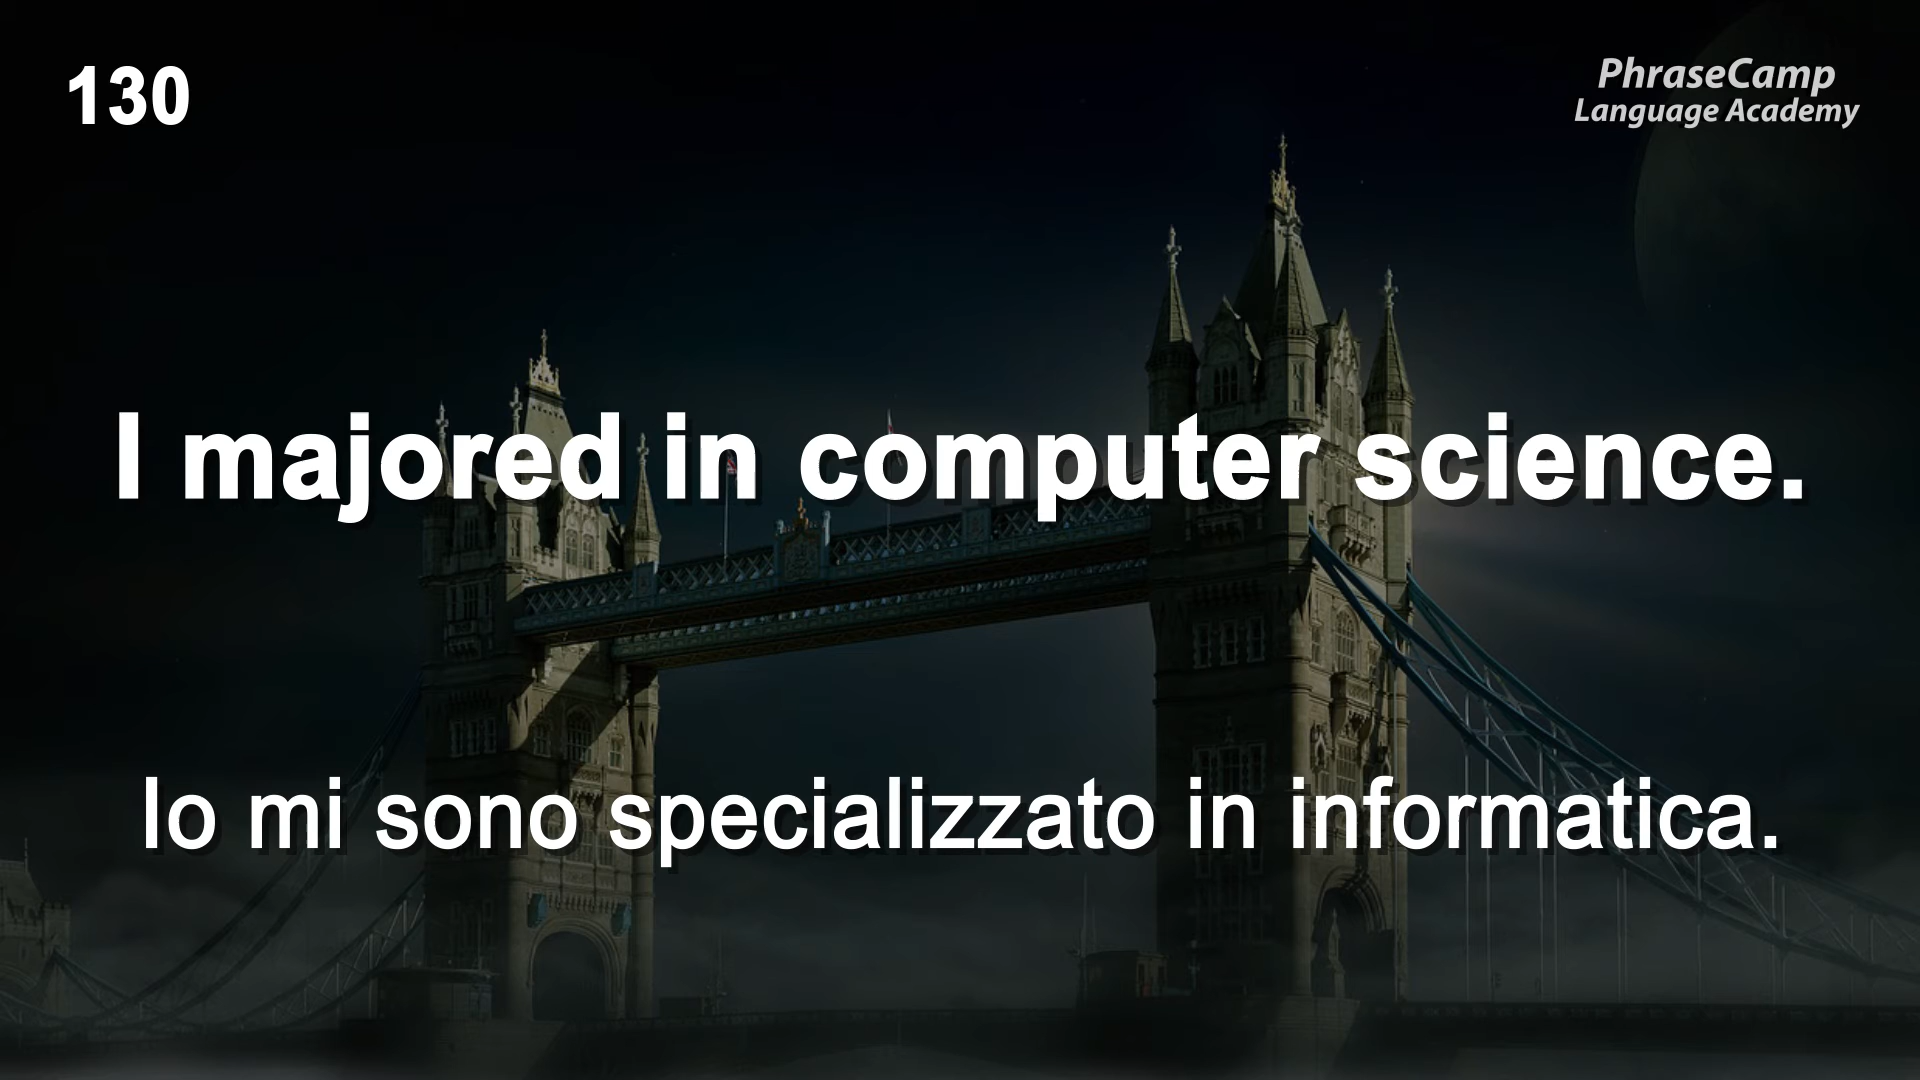 130
PhraseCamp
Language Academy
I majored in computer science.
Io mi sono specializzato in informatica.